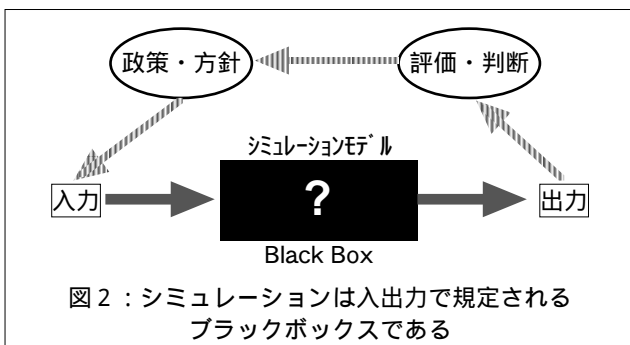 政策・方針
評価・判断
ｼﾐｭﾚｰｼｮﾝﾓﾃﾞﾙ
入力
?
出力
Black Box
図２：シミュレーションは入出力で規定される
ブラックボックスである